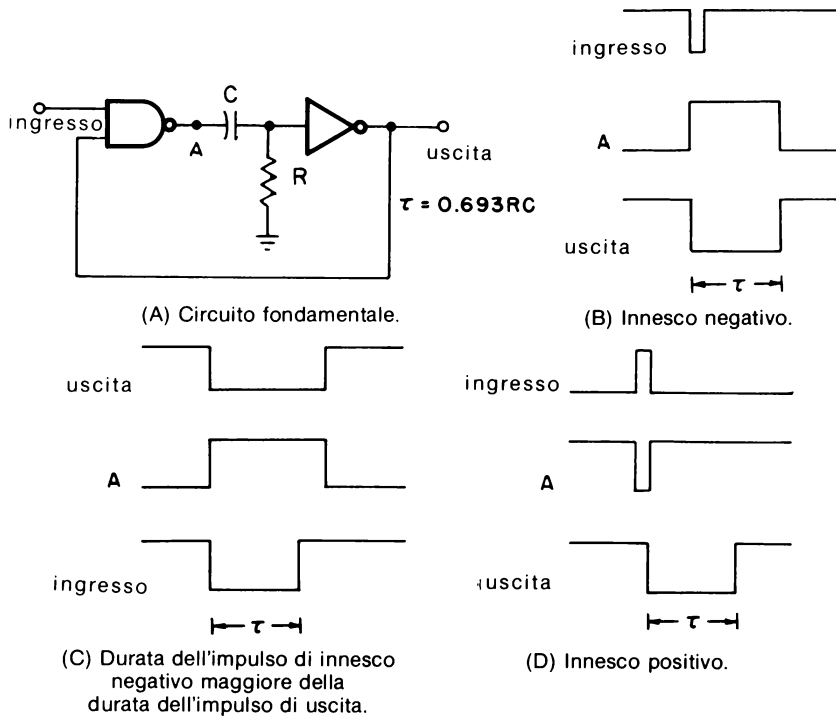 C
ingresso
A
R
uscita
τ = 0.693RC
(A) Circuito fondamentale.
ingresso
A
uscita
τ
(B) Innesco negativo.
uscita
A
ingresso
τ
(C) Durata dell'impulso di innesco
negativo maggiore della
durata dell'impulso di uscita.
ingresso
A
uscita
τ
(D) Innesco positivo.